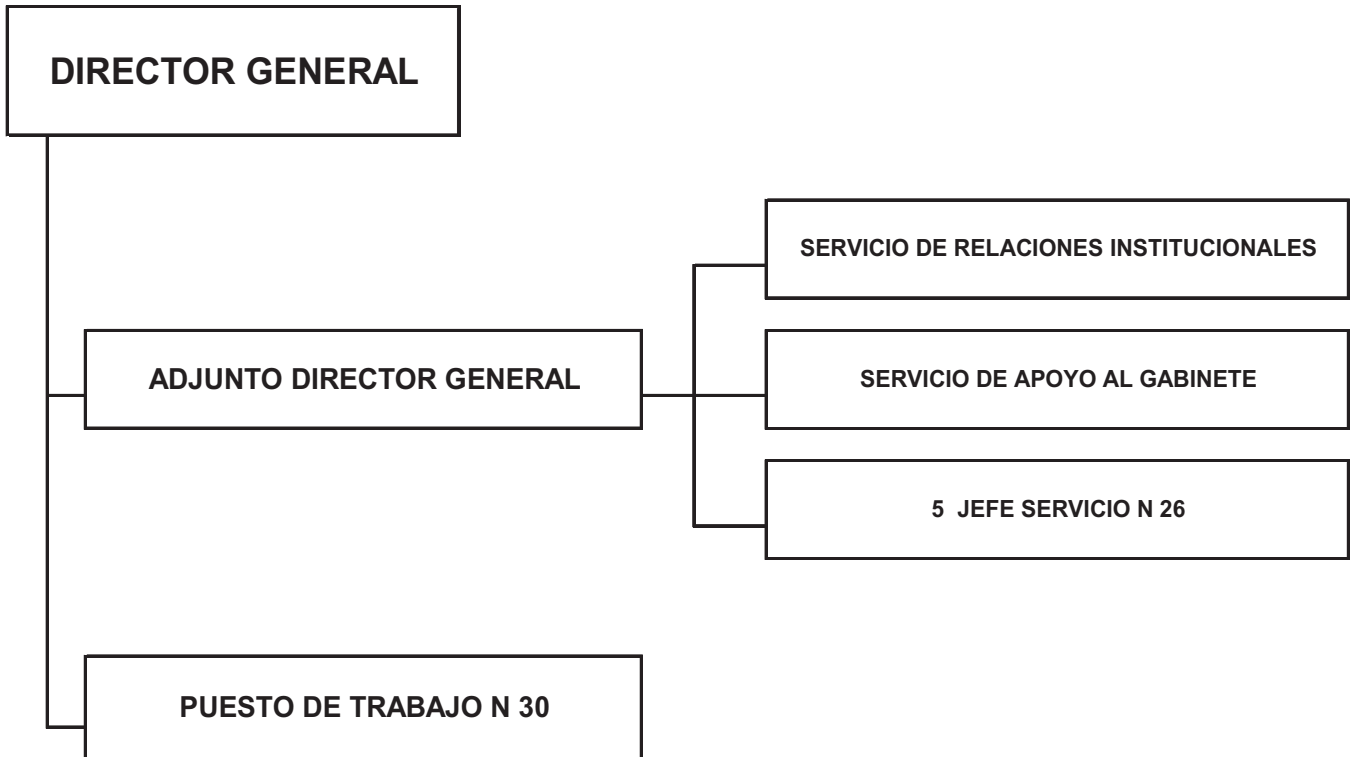 DIRECTOR GENERAL
SERVICIO DE RELACIONES INSTITUCIONALES
ADJUNTO DIRECTOR GENERAL
SERVICIO DE APOYO AL GABINETE
5 JEFE SERVICIO N 26
PUESTO DE TRABAJO N 30